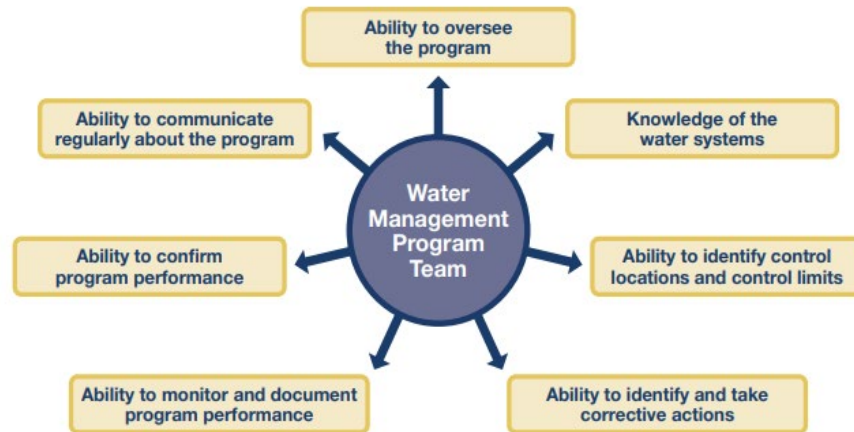 Ability to oversee
the program
Ability to communicate
regularly about the program
Knowledge of the
water systems
Water
Management
Program
Team
Ability to confirm
program performance
Ability to identify control
locations and control limits
Ability to monitor and document
program performance
Ability to identify and take
corrective actions